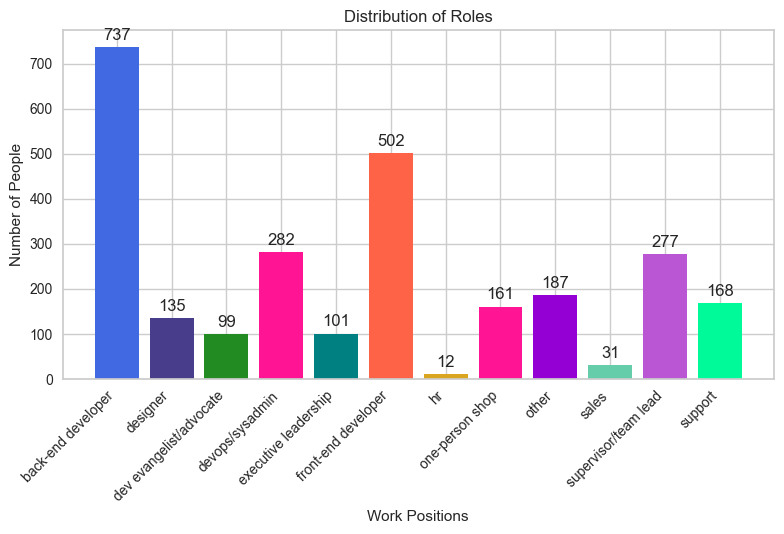 Distribution of Roles
Number of People
700
600
500
400
300
200
100
0
737
135
99
282
101
502
12
161
187
31
277
168
back-end developer
designer
dev evangelist/advocate
devops/sysadmin
executive leadership
front-end developer
hr
one-person shop
other
sales
supervisor/team lead
support
Work Positions